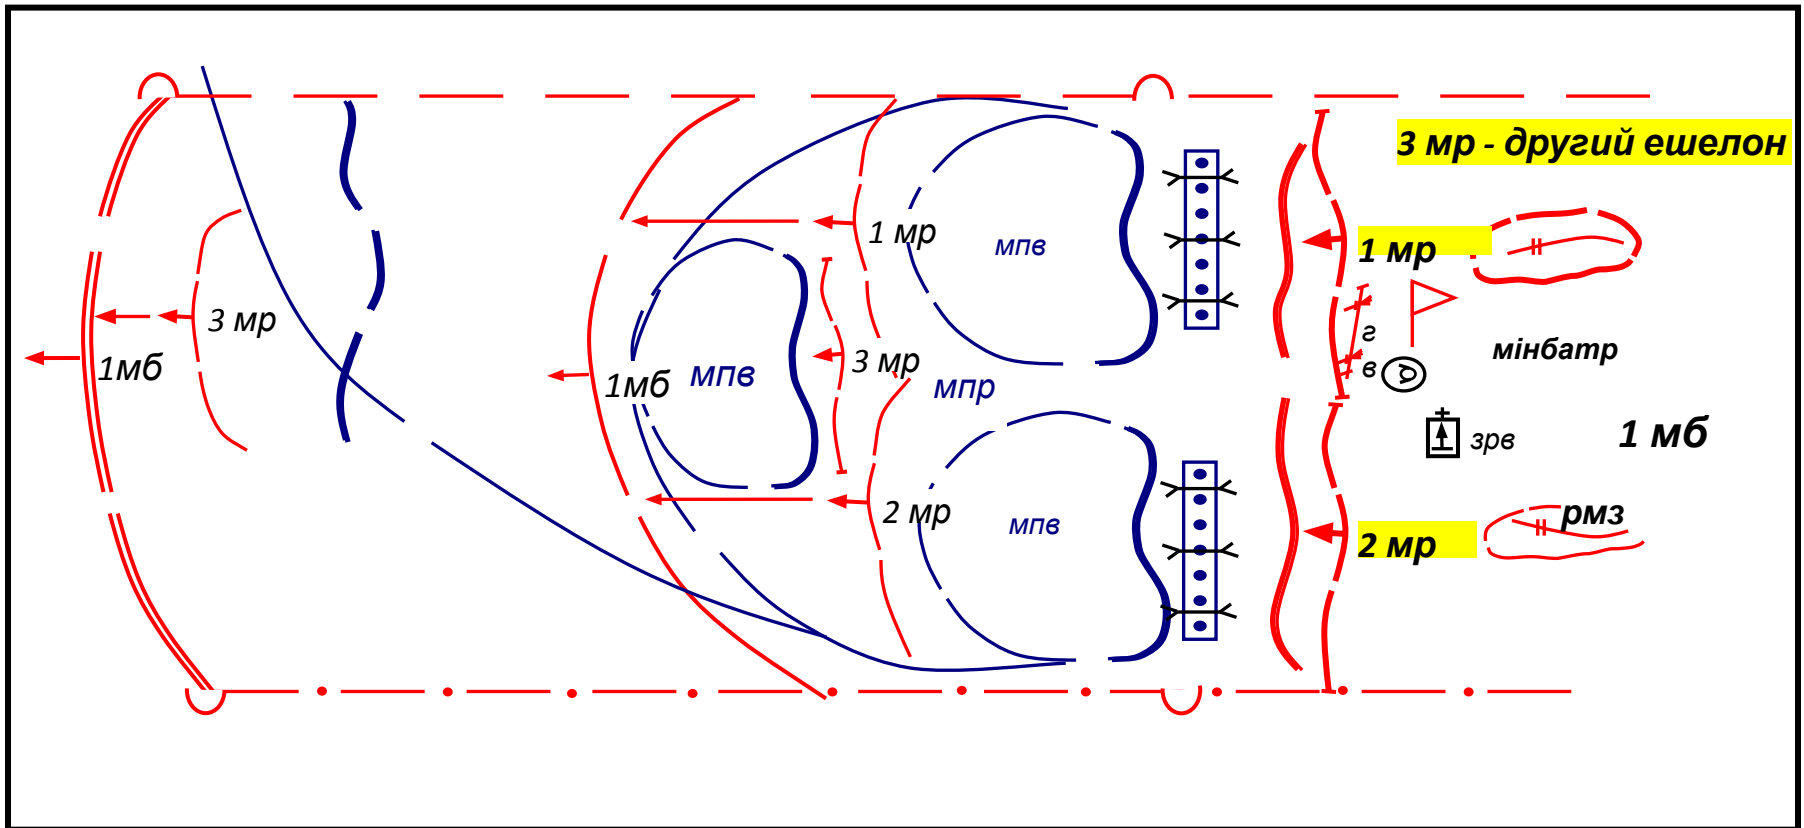 3 мр - другий ешелон
1 мр
мпв
1 мр
3 мр
г
в
мінбатр
1мб
1мб
мпв
3 мр
мпр
зрв
1 мб
2 мр
мпв
2 мр
рмз